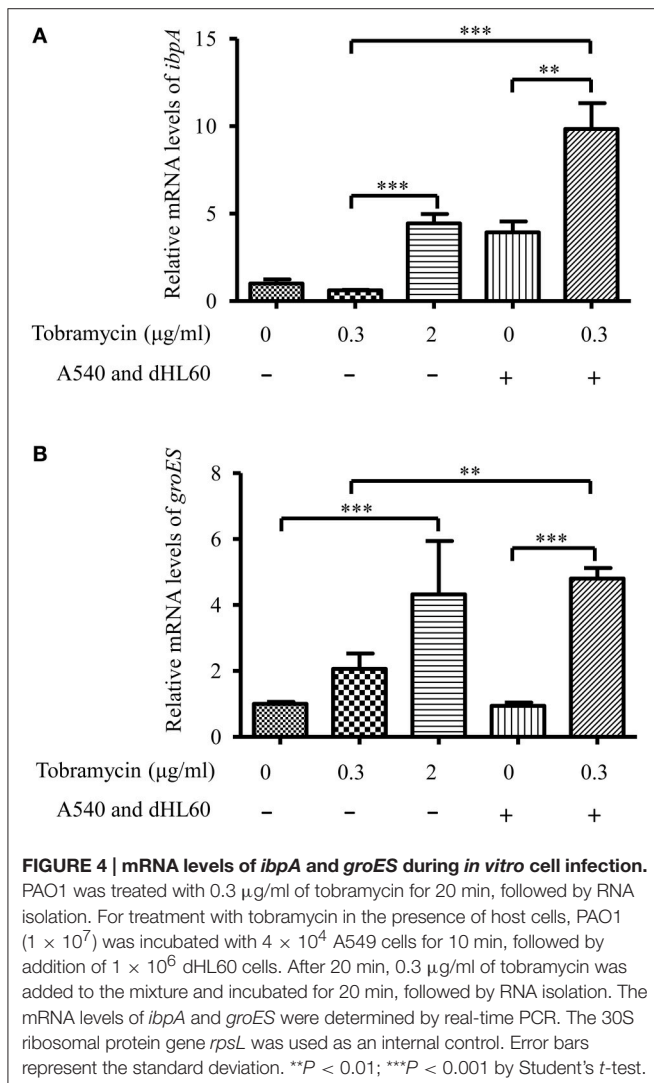 A
Relative mRNA levels of ibpA
15
10
5
0
***
**
***
Tobramycin (μg/ml) 0 0.3 2 0 0.3
A540 and dHL60 – – – + +
B
Relative mRNA levels of groES
8
6
4
2
0
**
***
***
Tobramycin (μg/ml) 0 0.3 2 0 0.3
A540 and dHL60 – – – + +
FIGURE 4 | mRNA levels of ibpA and groES during in vitro cell infection.
PAO1 was treated with 0.3 μg/ml of tobramycin for 20 min, followed by RNA
isolation. For treatment with tobramycin in the presence of host cells, PAO1
(1 × 10⁷) was incubated with 4 × 10⁴ A549 cells for 10 min, followed by
addition of 1 × 10⁶ dHL60 cells. After 20 min, 0.3 μg/ml of tobramycin was
added to the mixture and incubated for 20 min, followed by RNA isolation. The
mRNA levels of ibpA and groES were determined by real-time PCR. The 30S
ribosomal protein gene rpsL was used as an internal control. Error bars
represent the standard deviation. **P < 0.01; ***P < 0.001 by Student's t-test.